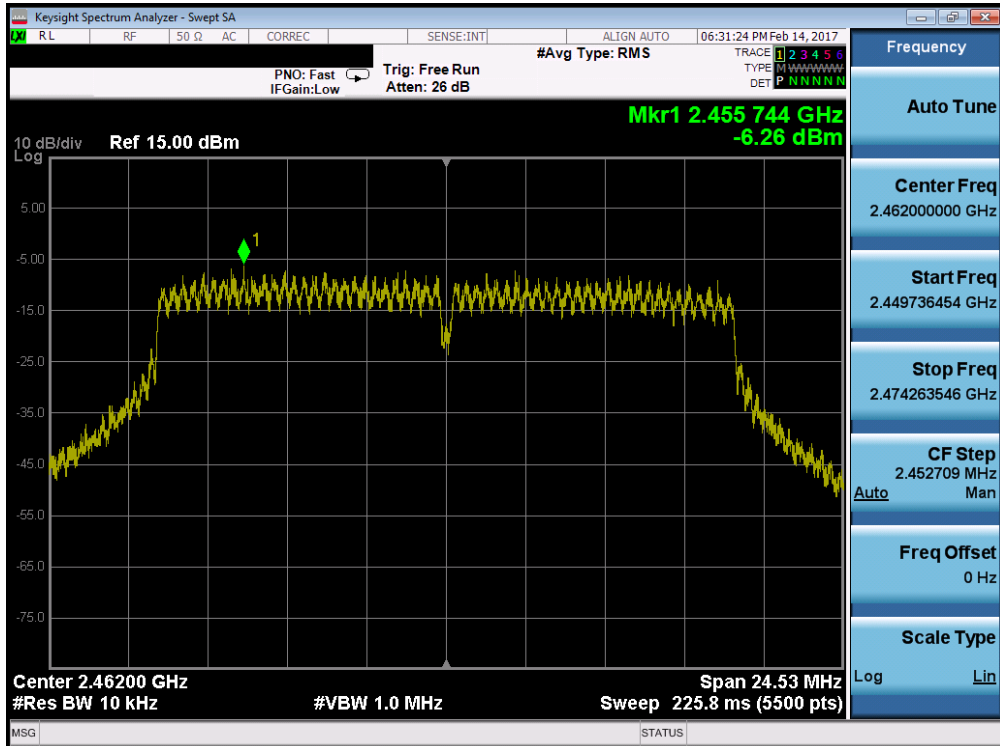 Keysight Spectrum Analyzer - Swept SA
LXI RL RF 50 Ω AC CORREC SENSE:INT ALIGN AUTO 06:31:24 PM Feb 14, 2017
#Avg Type: RMS
TRACE 1 2 3 4 5 6
TYPE M WWWWW
DET P N N N N N
PNO: Fast
IFGain:Low
Trig: Free Run
Atten: 26 dB
Mkr1 2.455 744 GHz
-6.26 dBm
10 dB/div Ref 15.00 dBm
Log
5.00
1
-5.00
-15.0
-25.0
-35.0
-45.0
-55.0
-65.0
-75.0
Center 2.46200 GHz Span 24.53 MHz
#Res BW 10 kHz #VBW 1.0 MHz Sweep 225.8 ms (5500 pts)
MSG STATUS
Frequency
Auto Tune
Center Freq
2.462000000 GHz
Start Freq
2.449736454 GHz
Stop Freq
2.474263546 GHz
CF Step
2.452709 MHz
Auto Man
Freq Offset
0 Hz
Scale Type
Log Lin